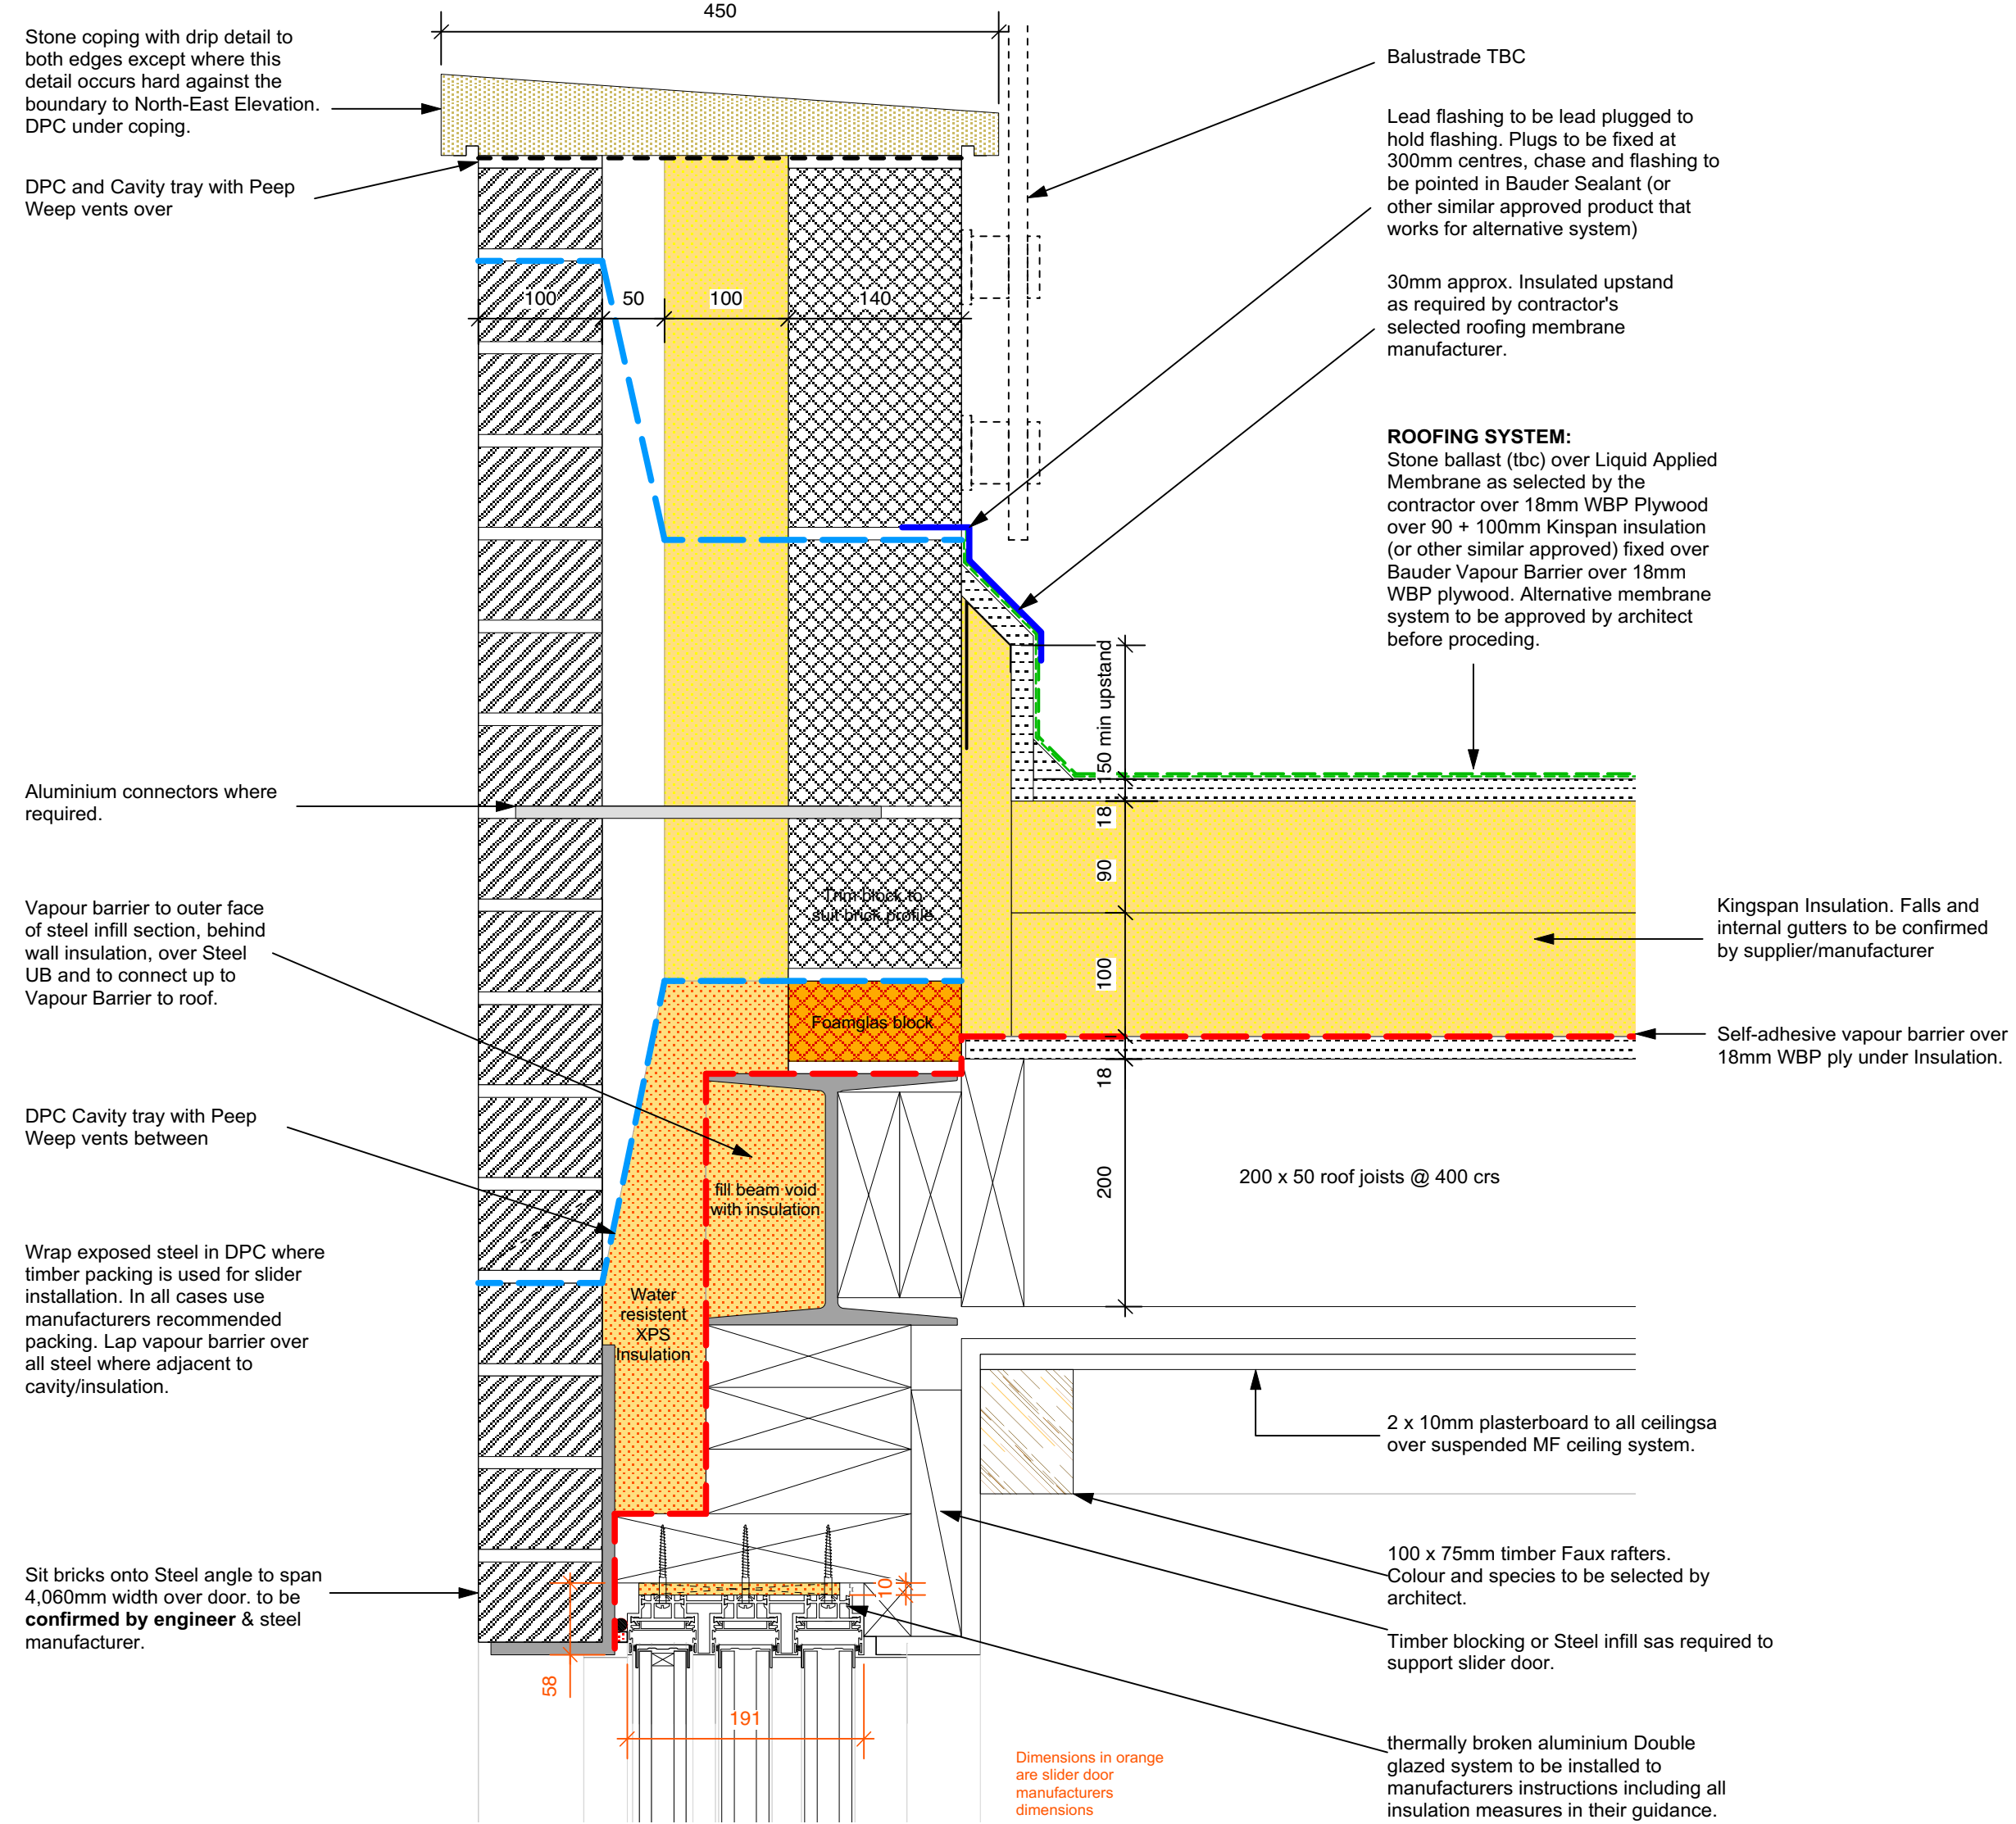 450
Stone coping with drip detail to
both edges except where this
detail occurs hard against the
boundary to North-East Elevation.
DPC under coping.
DPC and Cavity tray with Peep
Weep vents over
Balustrade TBC
Lead flashing to be lead plugged to
hold flashing. Plugs to be fixed at
300mm centres, chase and flashing to
be pointed in Bauder Sealant (or
other similar approved product that
works for alternative system)
30mm approx. Insulated upstand
as required by contractor's
selected roofing membrane
manufacturer.
100
50
100
140
ROOFING SYSTEM:
Stone ballast (tbc) over Liquid Applied
Membrane as selected by the
contractor over 18mm WBP Plywood
over 90 + 100mm Kinspan insulation
(or other similar approved) fixed over
Bauder Vapour Barrier over 18mm
WBP plywood. Alternative membrane
system to be approved by architect
before proceding.
150 min upstand
18
90
100
18
200
Aluminium connectors where
required.
Trim block to
suit brick profile
Vapour barrier to outer face
of steel infill section, behind
wall insulation, over Steel
UB and to connect up to
Vapour Barrier to roof.
Kingspan Insulation. Falls and
internal gutters to be confirmed
by supplier/manufacturer
Foamglas block
Self-adhesive vapour barrier over
18mm WBP ply under Insulation.
DPC Cavity tray with Peep
Weep vents between
fill beam void
with insulation
200 x 50 roof joists @ 400 crs
Wrap exposed steel in DPC where
timber packing is used for slider
installation. In all cases use
manufacturers recommended
packing. Lap vapour barrier over
all steel where adjacent to
cavity/insulation.
Water
resistent
XPS
Insulation
2 x 10mm plasterboard to all ceilingsa
over suspended MF ceiling system.
Sit bricks onto Steel angle to span
4,060mm width over door. to be
confirmed by engineer & steel
manufacturer.
100 x 75mm timber Faux rafters.
Colour and species to be selected by
architect.
Timber blocking or Steel infill sas required to
support slider door.
10
58
191
Dimensions in orange
are slider door
manufacturers
dimensions
thermally broken aluminium Double
glazed system to be installed to
manufacturers instructions including all
insulation measures in their guidance.